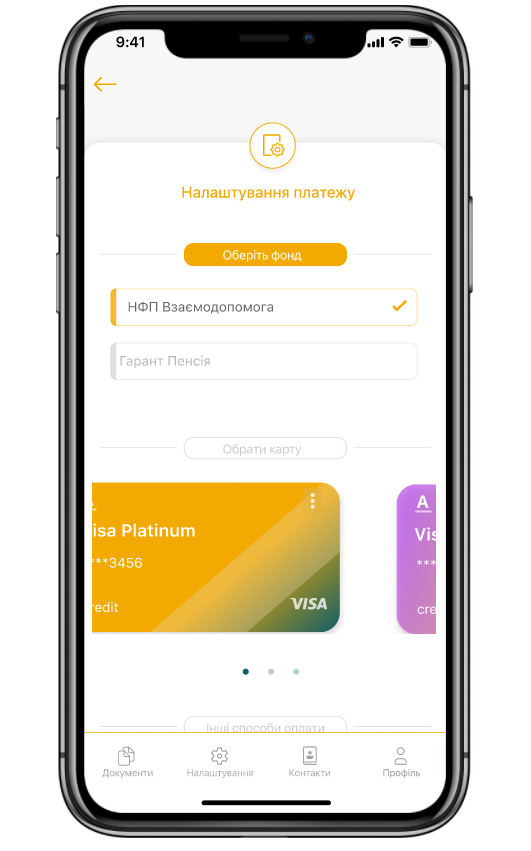 9:41
Налаштування платежу
Оберіть фонд
НФП Взаємодопомога
Гарант Пенсія
Обрати карту
isa Platinum
A
Vis
**3456
***
redit
VISA
cre
Інші способи оплати
Документи
Налаштування
Контакти
Профіль